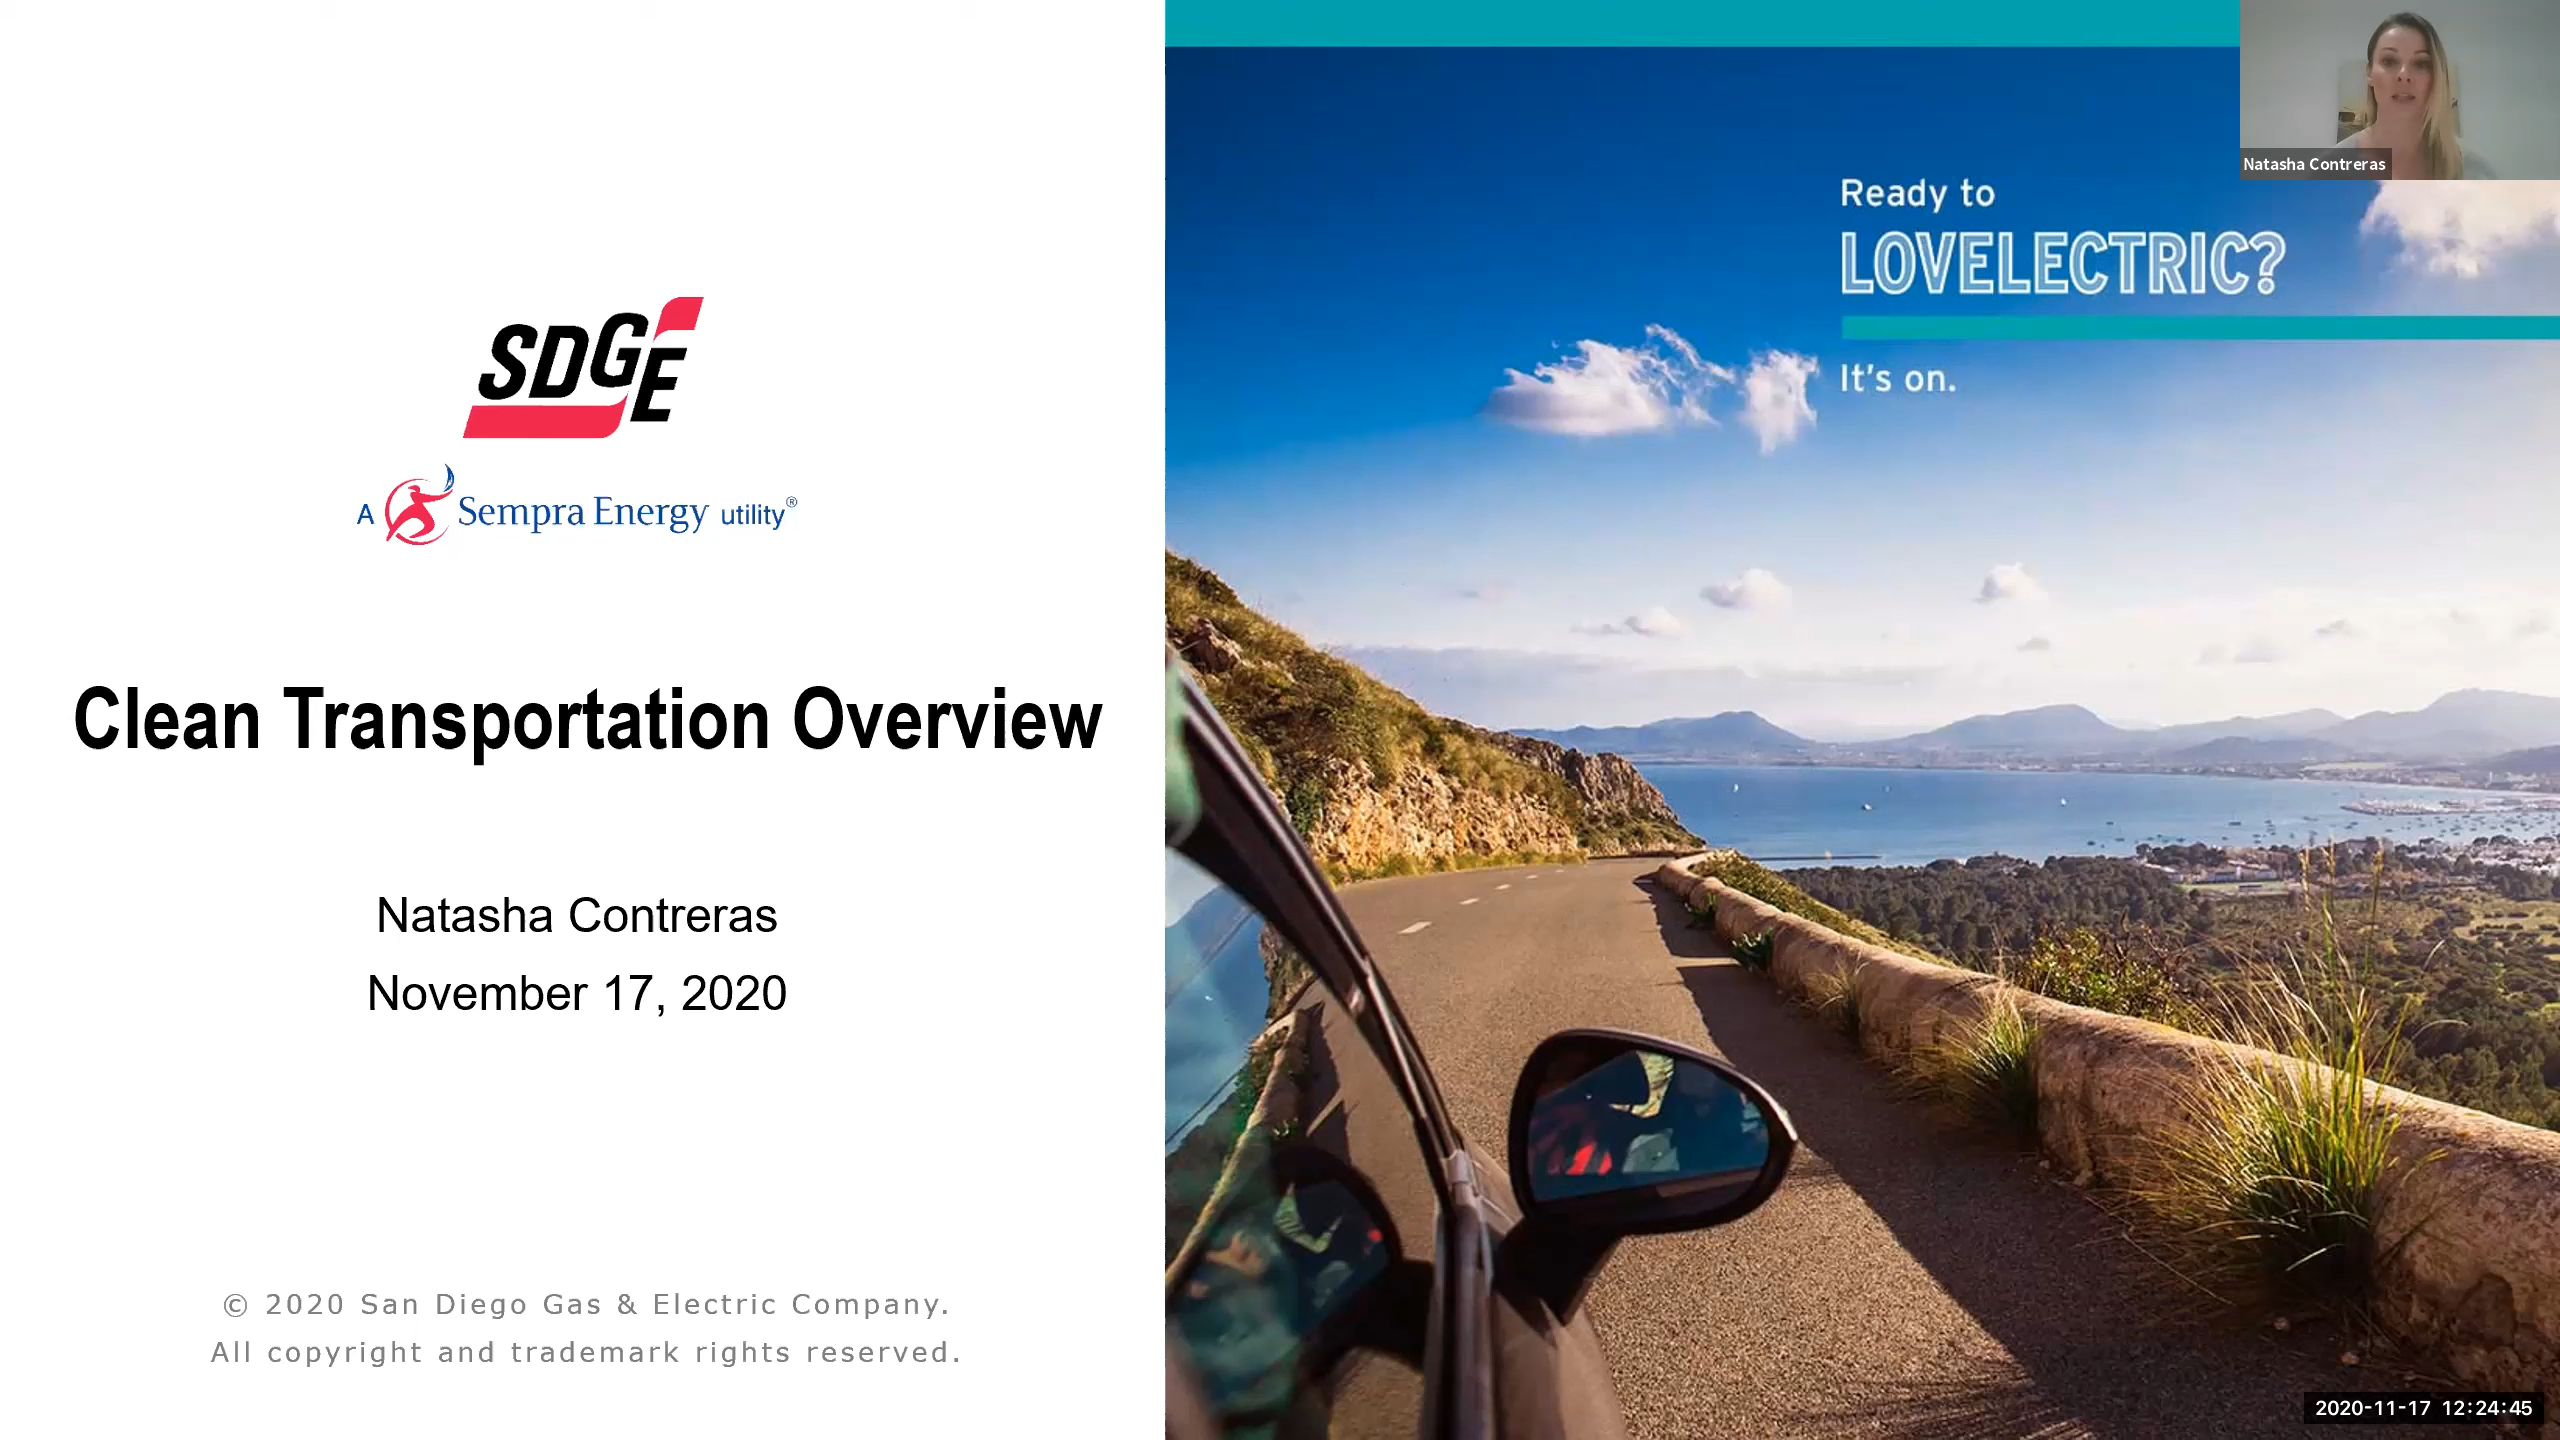 SDGE
A Sempra Energy utility®
Clean Transportation Overview
Natasha Contreras
November 17, 2020
© 2020 San Diego Gas & Electric Company.
All copyright and trademark rights reserved.
Ready to
LOVELECTRIC?
It's on.
Natasha Contreras
2020-11-17 12:24:45